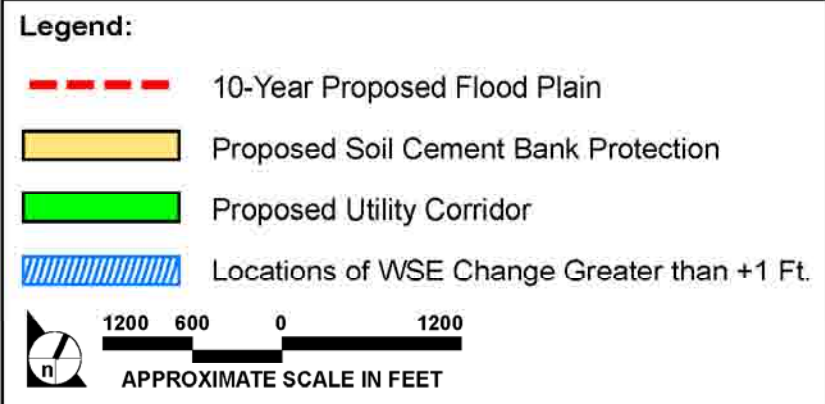 Legend:
10-Year Proposed Flood Plain
Proposed Soil Cement Bank Protection
Proposed Utility Corridor
Locations of WSE Change Greater than +1 Ft.
1200 600 0 1200
n
APPROXIMATE SCALE IN FEET